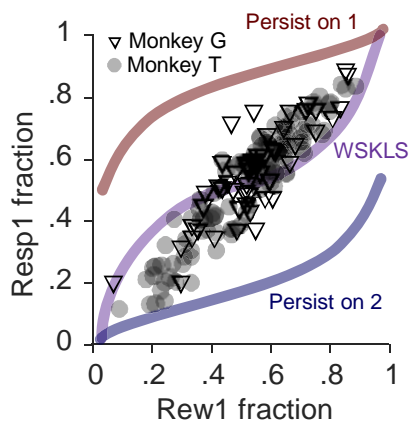 Persist on 1
Monkey G
Monkey T
WSKLS
Persist on 2
Resp1 fraction
1
.8
.6
.4
.2
0
0
.2
.4
.6
.8
1
Rew1 fraction